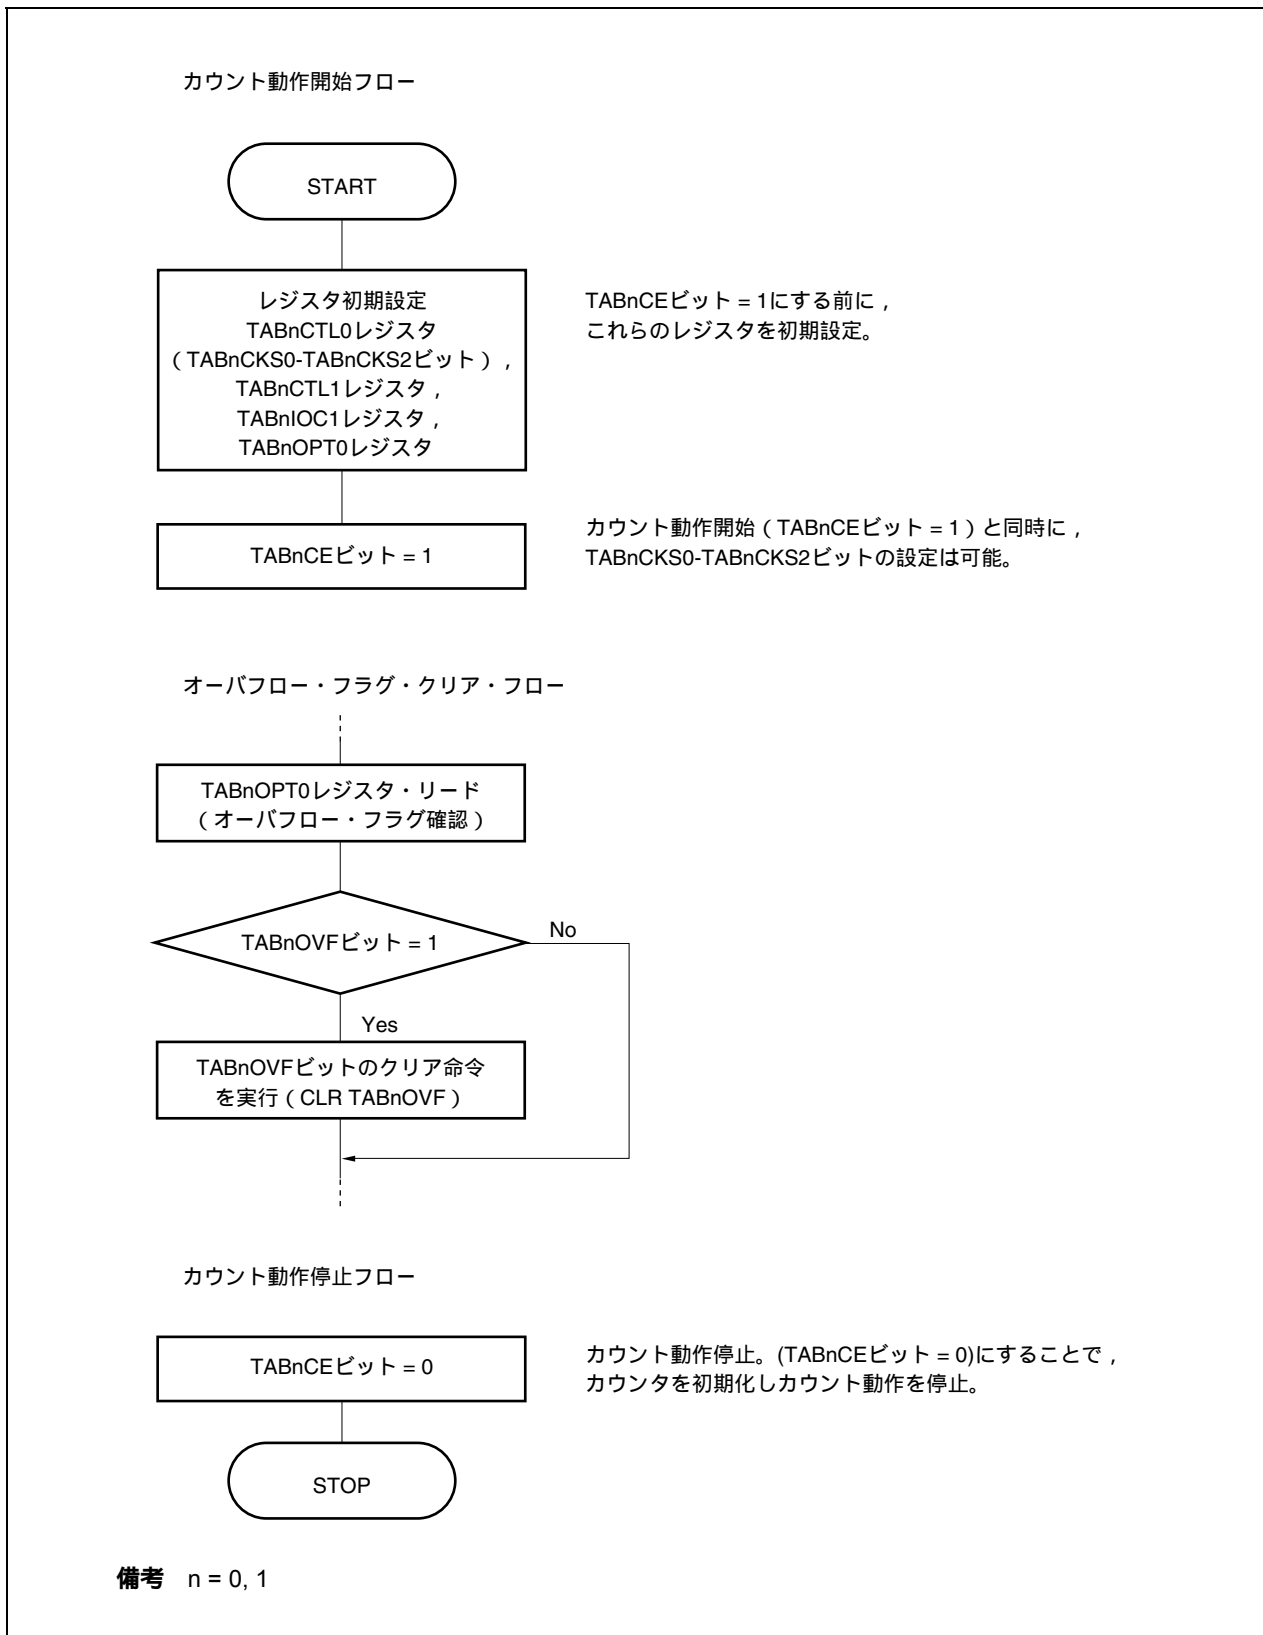 カウント動作開始フロー
START
レジスタ初期設定
TABnCTL0レジスタ
（TABnCKS0-TABnCKS2ビット），
TABnCTL1レジスタ，
TABnIOC1レジスタ，
TABnOPT0レジスタ
TABnCEビット = 1にする前に，
これらのレジスタを初期設定。
TABnCEビット = 1
カウント動作開始（TABnCEビット = 1）と同時に，
TABnCKS0-TABnCKS2ビットの設定は可能。
オーバフロー・フラグ・クリア・フロー
TABnOPT0レジスタ・リード
（オーバフロー・フラグ確認）
TABnOVFビット = 1
No
Yes
TABnOVFビットのクリア命令
を実行（CLR TABnOVF）
カウント動作停止フロー
TABnCEビット = 0
カウント動作停止。(TABnCEビット = 0)にすることで，
カウンタを初期化しカウント動作を停止。
STOP
備考 n = 0, 1